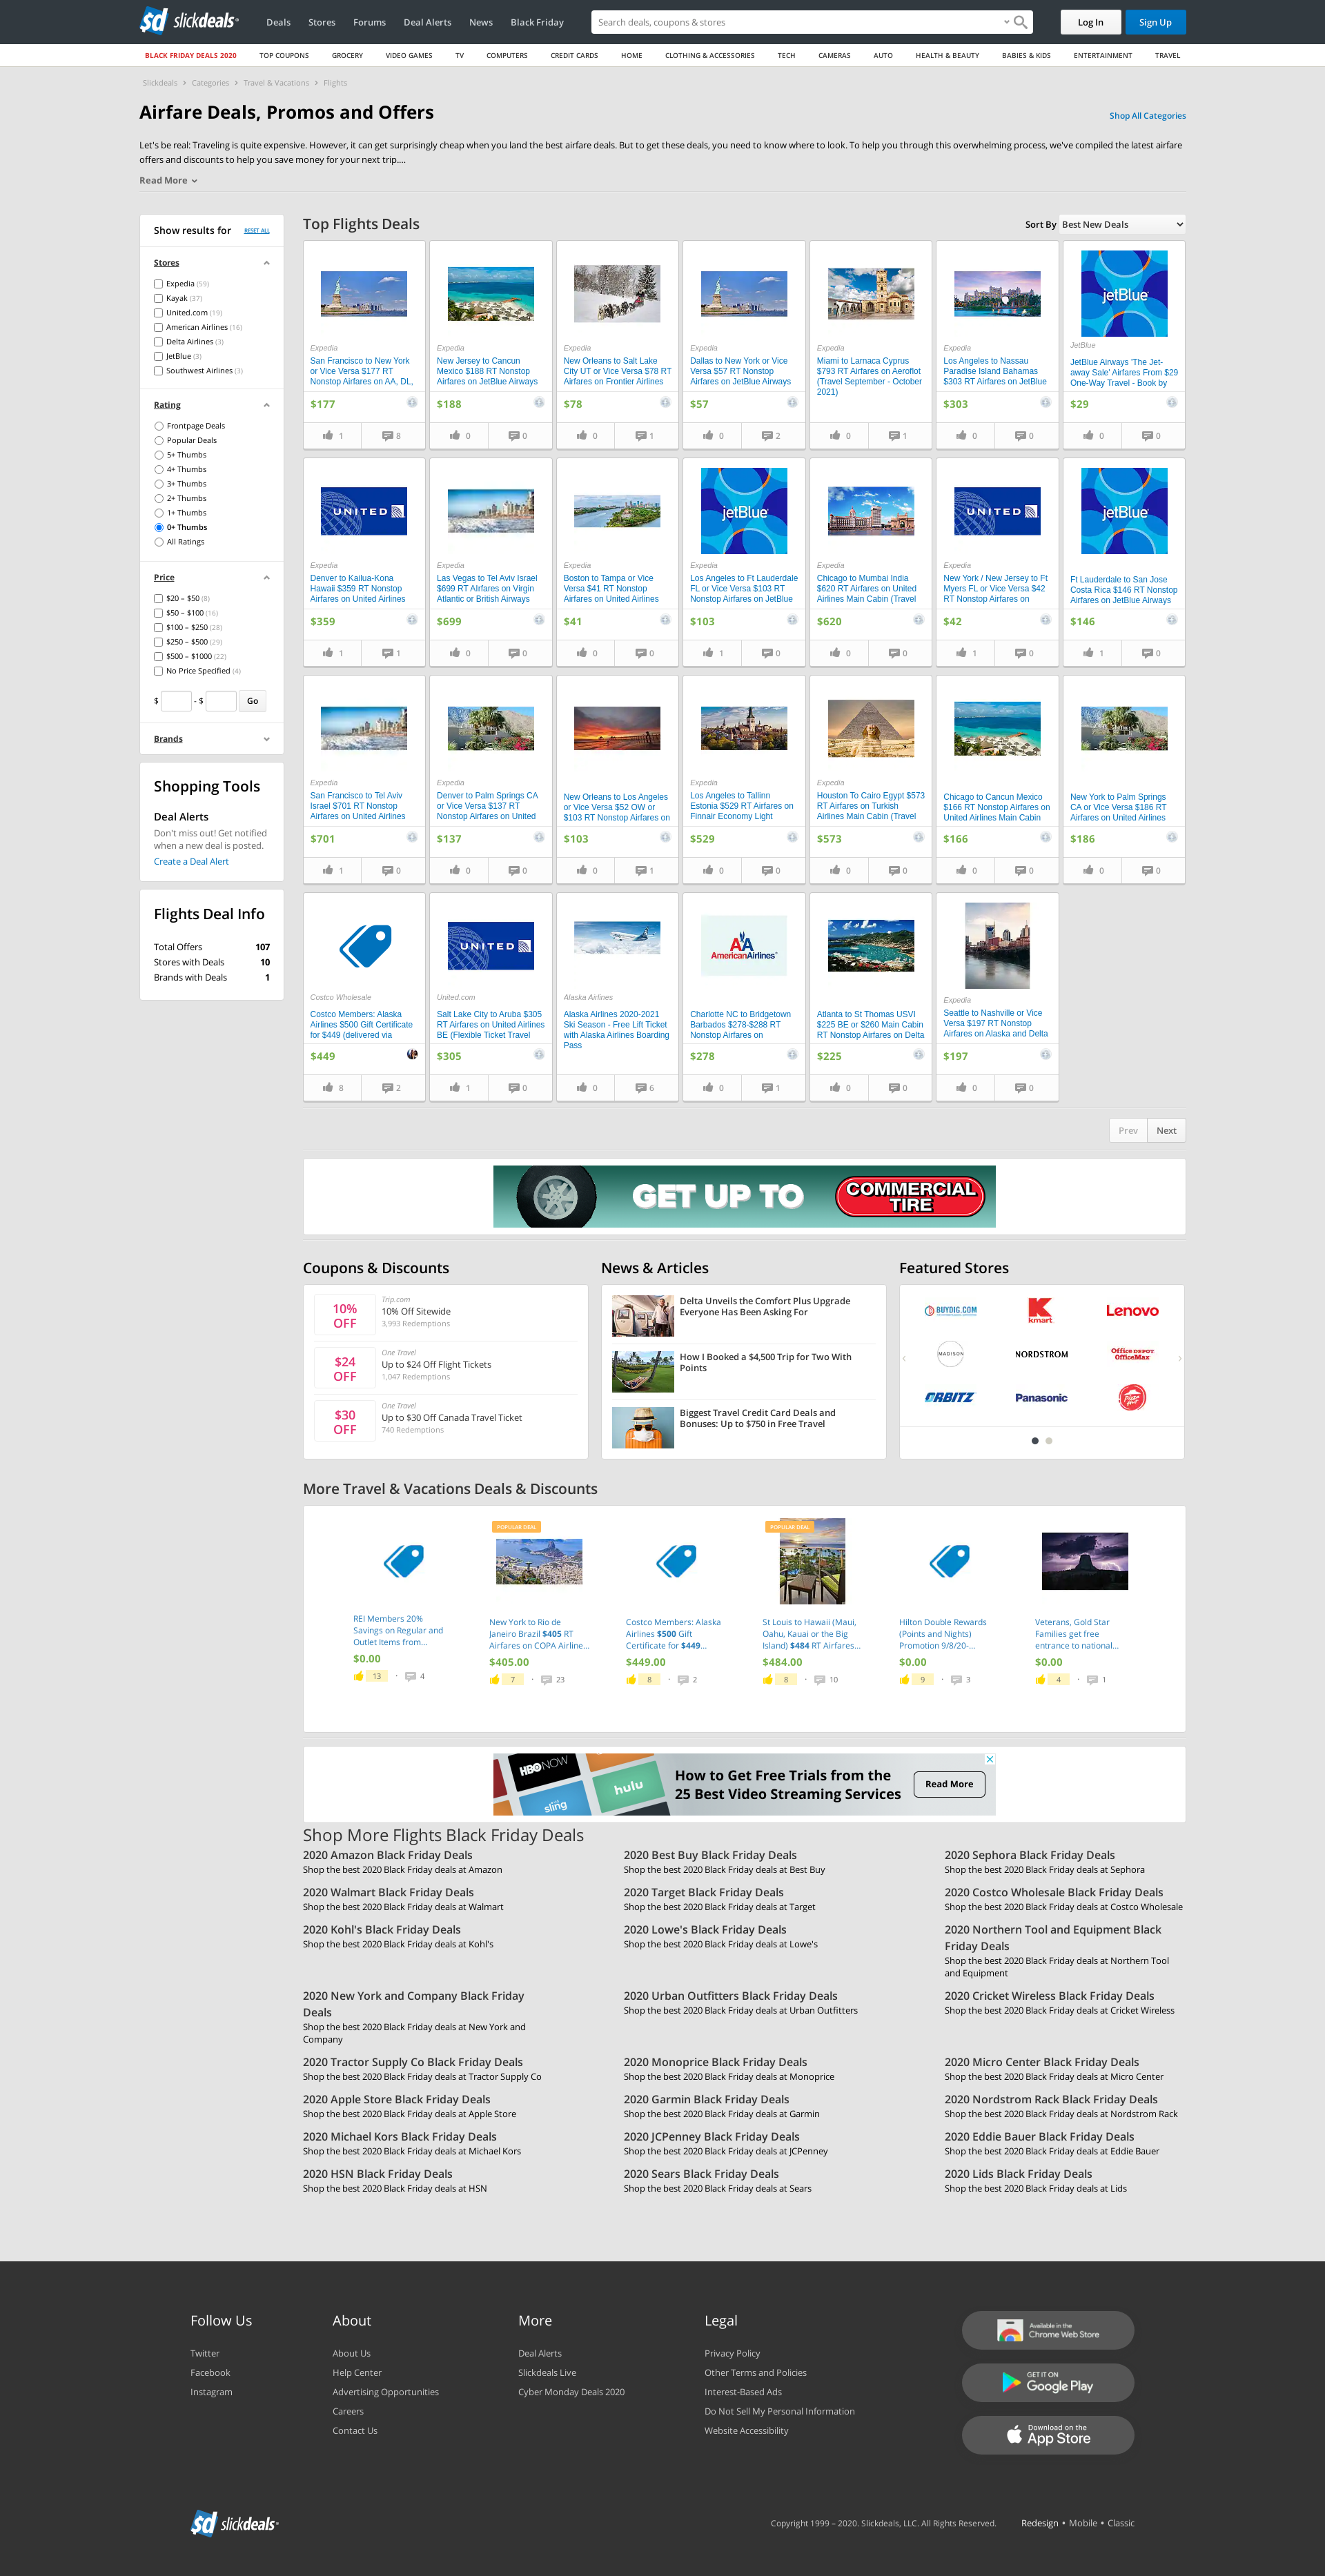 slickdeals
Deals
Stores
Forums
Deal Alerts
News
Black Friday
Search deals, coupons & stores
Log In
Sign Up
BLACK FRIDAY DEALS 2020
TOP COUPONS
GROCERY
VIDEO GAMES
TV
COMPUTERS
CREDIT CARDS
HOME
CLOTHING & ACCESSORIES
TECH
CAMERAS
AUTO
HEALTH & BEAUTY
BABIES & KIDS
ENTERTAINMENT
TRAVEL
Slickdeals > Categories > Travel & Vacations > Flights
Airfare Deals, Promos and Offers
Shop All Categories
Let's be real: Traveling is quite expensive. However, it can get surprisingly cheap when you land the best airfare deals. But to get these deals, you need to know where to look. To help you through this overwhelming process, we've compiled the latest airfare
offers and discounts to help you save money for your next trip....
Read More
Show results for
RESET ALL
Stores
Expedia (59)
Kayak (37)
United.com (19)
American Airlines (16)
Delta Airlines (3)
JetBlue (3)
Southwest Airlines (3)
Rating
Frontpage Deals
Popular Deals
5+ Thumbs
4+ Thumbs
3+ Thumbs
2+ Thumbs
1+ Thumbs
0+ Thumbs
All Ratings
Price
$20 – $50 (8)
$50 – $100 (16)
$100 – $250 (28)
$250 – $500 (29)
$500 – $1000 (22)
No Price Specified (4)
$ - $ Go
Brands
Shopping Tools
Deal Alerts
Don't miss out! Get notified
when a new deal is posted.
Create a Deal Alert
Flights Deal Info
Total Offers 107
Stores with Deals 10
Brands with Deals 1
Top Flights Deals
Sort By Best New Deals
Expedia
San Francisco to New York
or Vice Versa $177 RT
Nonstop Airfares on AA, DL,
$177
1 8
Expedia
New Jersey to Cancun
Mexico $188 RT Nonstop
Airfares on JetBlue Airways
$188
0 0
Expedia
New Orleans to Salt Lake
City UT or Vice Versa $78 RT
Airfares on Frontier Airlines
$78
0 1
Expedia
Dallas to New York or Vice
Versa $57 RT Nonstop
Airfares on JetBlue Airways
$57
0 2
Expedia
Miami to Larnaca Cyprus
$793 RT Airfares on Aeroflot
(Travel September - October
2021)
0 1
Expedia
Los Angeles to Nassau
Paradise Island Bahamas
$303 RT Airfares on JetBlue
$303
0 0
jetBlue
JetBlue
JetBlue Airways 'The Jet-
away Sale' Airfares From $29
One-Way Travel - Book by
$29
0 0
UNITED
Expedia
Denver to Kailua-Kona
Hawaii $359 RT Nonstop
Airfares on United Airlines
$359
1 1
Expedia
Las Vegas to Tel Aviv Israel
$699 RT Airfares on Virgin
Atlantic or British Airways
$699
0 0
Expedia
Boston to Tampa or Vice
Versa $41 RT Nonstop
Airfares on United Airlines
$41
0 0
jetBlue
Expedia
Los Angeles to Ft Lauderdale
FL or Vice Versa $103 RT
Nonstop Airfares on JetBlue
$103
1 0
Expedia
Chicago to Mumbai India
$620 RT Airfares on United
Airlines Main Cabin (Travel
$620
0 0
UNITED
Expedia
New York / New Jersey to Ft
Myers FL or Vice Versa $42
RT Nonstop Airfares on
$42
1 0
jetBlue
Ft Lauderdale to San Jose
Costa Rica $146 RT Nonstop
Airfares on JetBlue Airways
$146
1 0
Expedia
San Francisco to Tel Aviv
Israel $701 RT Nonstop
Airfares on United Airlines
$701
1 0
Expedia
Denver to Palm Springs CA
or Vice Versa $137 RT
Nonstop Airfares on United
$137
0 0
New Orleans to Los Angeles
or Vice Versa $52 OW or
$103 RT Nonstop Airfares on
$103
0 1
Expedia
Los Angeles to Tallinn
Estonia $529 RT Airfares on
Finnair Economy Light
$529
0 0
Expedia
Houston To Cairo Egypt $573
RT Airfares on Turkish
Airlines Main Cabin (Travel
$573
0 0
Chicago to Cancun Mexico
$166 RT Nonstop Airfares on
United Airlines Main Cabin
$166
0 0
New York to Palm Springs
CA or Vice Versa $186 RT
Airfares on United Airlines
$186
0 0
Costco Wholesale
Costco Members: Alaska
Airlines $500 Gift Certificate
for $449 (delivered via
$449
8 2
UNITED
United.com
Salt Lake City to Aruba $305
RT Airfares on United Airlines
BE (Flexible Ticket Travel
$305
1 0
Alaska Airlines
Alaska Airlines 2020-2021
Ski Season - Free Lift Ticket
with Alaska Airlines Boarding
Pass
0 6
AmericanAirlines
Charlotte NC to Bridgetown
Barbados $278-$288 RT
Nonstop Airfares on
$278
0 1
Atlanta to St Thomas USVI
$225 BE or $260 Main Cabin
RT Nonstop Airfares on Delta
$225
0 0
Expedia
Seattle to Nashville or Vice
Versa $197 RT Nonstop
Airfares on Alaska and Delta
$197
0 0
Prev
Next
GET UP TO
COMMERCIAL
TIRE
Coupons & Discounts
10%
OFF
Trip.com
10% Off Sitewide
3,993 Redemptions
$24
OFF
One Travel
Up to $24 Off Flight Tickets
1,047 Redemptions
$30
OFF
One Travel
Up to $30 Off Canada Travel Ticket
740 Redemptions
News & Articles
Delta Unveils the Comfort Plus Upgrade
Everyone Has Been Asking For
How I Booked a $4,500 Trip for Two With
Points
Biggest Travel Credit Card Deals and
Bonuses: Up to $750 in Free Travel
Featured Stores
BUYDIG.COM
kmart
Lenovo
MADISON
NORDSTROM
Office DEPOT
OfficeMax
ORBITZ
Panasonic
Pizza Hut
More Travel & Vacations Deals & Discounts
REI Members 20%
Savings on Regular and
Outlet Items from...
$0.00
13 · 4
POPULAR DEAL
New York to Rio de
Janeiro Brazil $405 RT
Airfares on COPA Airline...
$405.00
7 · 23
Costco Members: Alaska
Airlines $500 Gift
Certificate for $449...
$449.00
8 · 2
POPULAR DEAL
St Louis to Hawaii (Maui,
Oahu, Kauai or the Big
Island) $484 RT Airfares...
$484.00
8 · 10
Hilton Double Rewards
(Points and Nights)
Promotion 9/8/20-...
$0.00
9 · 3
Veterans, Gold Star
Families get free
entrance to national...
$0.00
4 · 1
HBO NOW
sling
hulu
How to Get Free Trials from the
25 Best Video Streaming Services
Read More
Shop More Flights Black Friday Deals
2020 Amazon Black Friday Deals
Shop the best 2020 Black Friday deals at Amazon
2020 Best Buy Black Friday Deals
Shop the best 2020 Black Friday deals at Best Buy
2020 Sephora Black Friday Deals
Shop the best 2020 Black Friday deals at Sephora
2020 Walmart Black Friday Deals
Shop the best 2020 Black Friday deals at Walmart
2020 Target Black Friday Deals
Shop the best 2020 Black Friday deals at Target
2020 Costco Wholesale Black Friday Deals
Shop the best 2020 Black Friday deals at Costco Wholesale
2020 Kohl's Black Friday Deals
Shop the best 2020 Black Friday deals at Kohl's
2020 Lowe's Black Friday Deals
Shop the best 2020 Black Friday deals at Lowe's
2020 Northern Tool and Equipment Black
Friday Deals
Shop the best 2020 Black Friday deals at Northern Tool
and Equipment
2020 New York and Company Black Friday
Deals
Shop the best 2020 Black Friday deals at New York and
Company
2020 Urban Outfitters Black Friday Deals
Shop the best 2020 Black Friday deals at Urban Outfitters
2020 Cricket Wireless Black Friday Deals
Shop the best 2020 Black Friday deals at Cricket Wireless
2020 Tractor Supply Co Black Friday Deals
Shop the best 2020 Black Friday deals at Tractor Supply Co
2020 Monoprice Black Friday Deals
Shop the best 2020 Black Friday deals at Monoprice
2020 Micro Center Black Friday Deals
Shop the best 2020 Black Friday deals at Micro Center
2020 Apple Store Black Friday Deals
Shop the best 2020 Black Friday deals at Apple Store
2020 Garmin Black Friday Deals
Shop the best 2020 Black Friday deals at Garmin
2020 Nordstrom Rack Black Friday Deals
Shop the best 2020 Black Friday deals at Nordstrom Rack
2020 Michael Kors Black Friday Deals
Shop the best 2020 Black Friday deals at Michael Kors
2020 JCPenney Black Friday Deals
Shop the best 2020 Black Friday deals at JCPenney
2020 Eddie Bauer Black Friday Deals
Shop the best 2020 Black Friday deals at Eddie Bauer
2020 HSN Black Friday Deals
Shop the best 2020 Black Friday deals at HSN
2020 Sears Black Friday Deals
Shop the best 2020 Black Friday deals at Sears
2020 Lids Black Friday Deals
Shop the best 2020 Black Friday deals at Lids
Follow Us
Twitter
Facebook
Instagram
About
About Us
Help Center
Advertising Opportunities
Careers
Contact Us
More
Deal Alerts
Slickdeals Live
Cyber Monday Deals 2020
Legal
Privacy Policy
Other Terms and Policies
Interest-Based Ads
Do Not Sell My Personal Information
Website Accessibility
Available in the
Chrome Web Store
GET IT ON
Google Play
Download on the
App Store
slickdeals
Copyright 1999 – 2020. Slickdeals, LLC. All Rights Reserved.
Redesign • Mobile • Classic